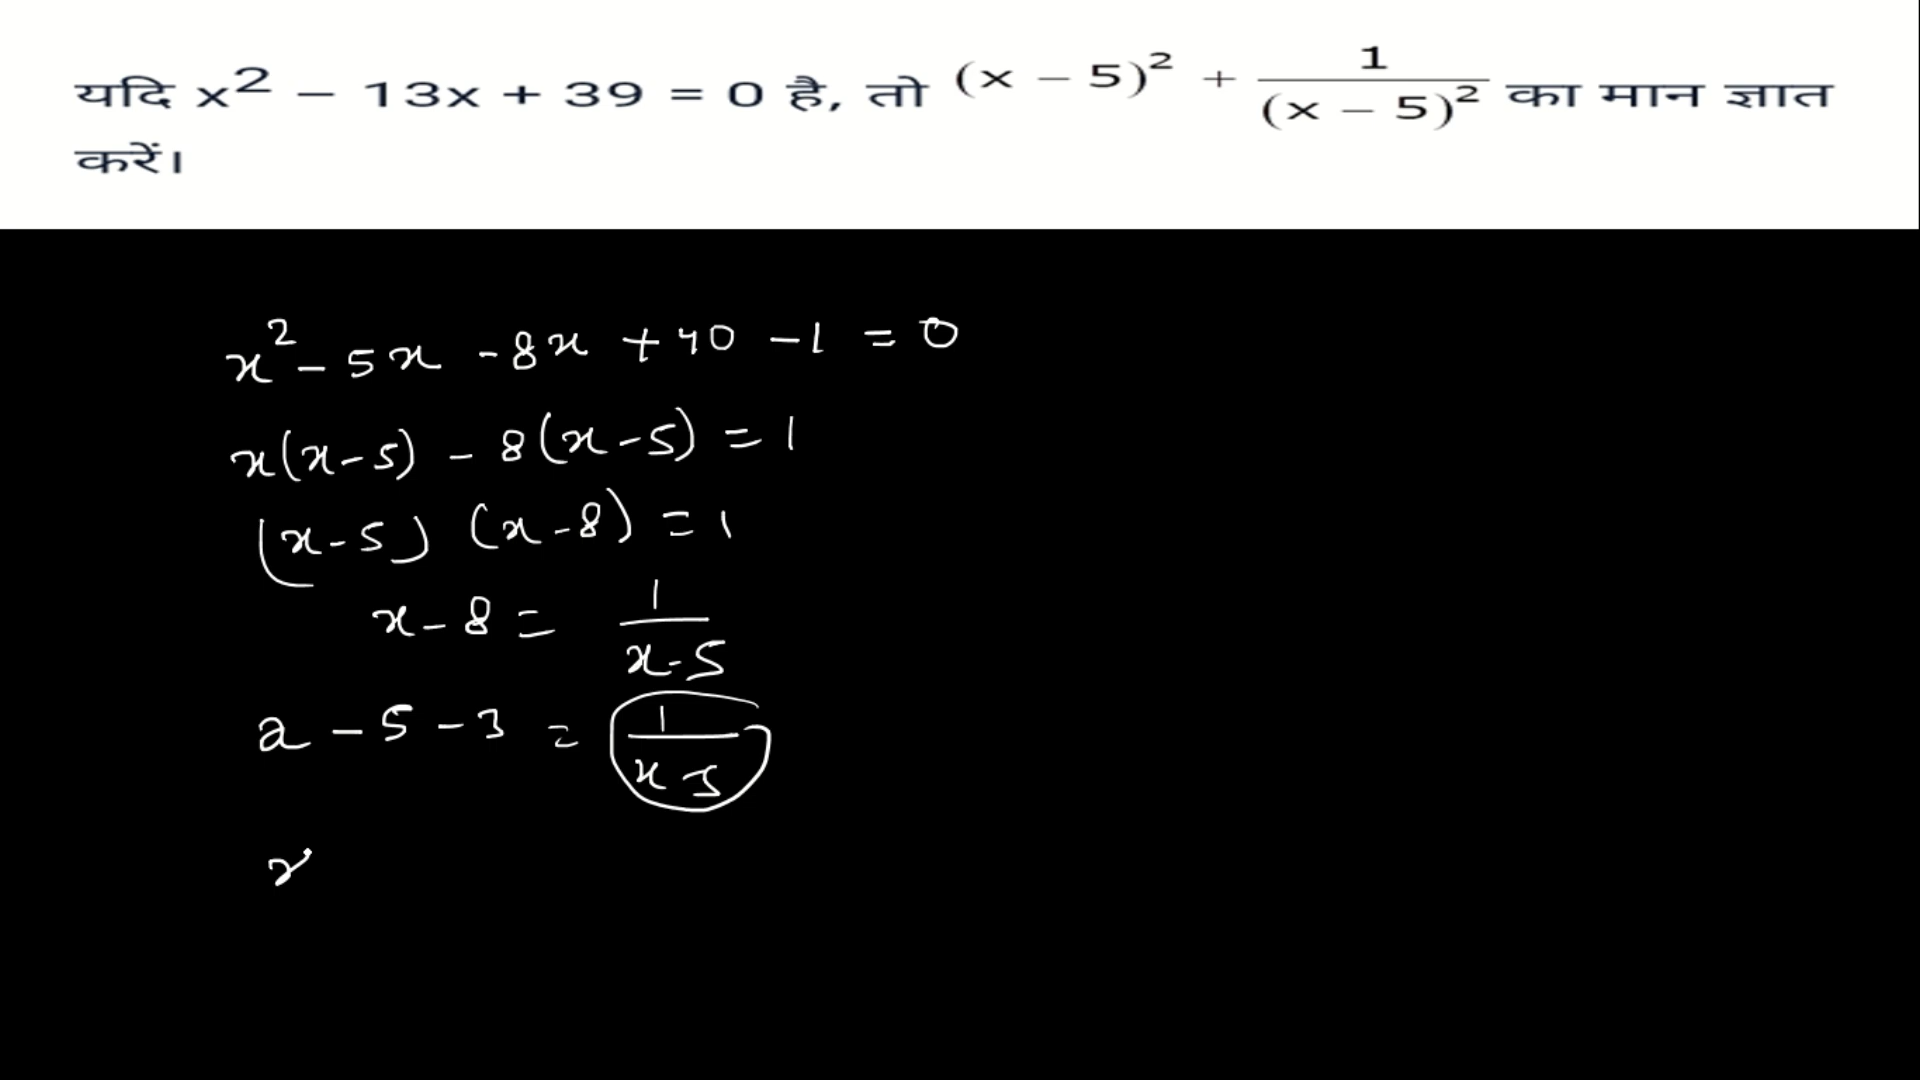 यदि x² − 13x + 39 = 0 है, तो (x − 5)² + 1/(x − 5)² का मान ज्ञात
करें।
x² - 5x - 8x + 40 - 1 = 0
x(x-5) - 8(x-5) = 1
(x-5) (x-8) = 1
x - 8 = 1/(x-5)
x - 5 - 3 = 1/(x-5)
x